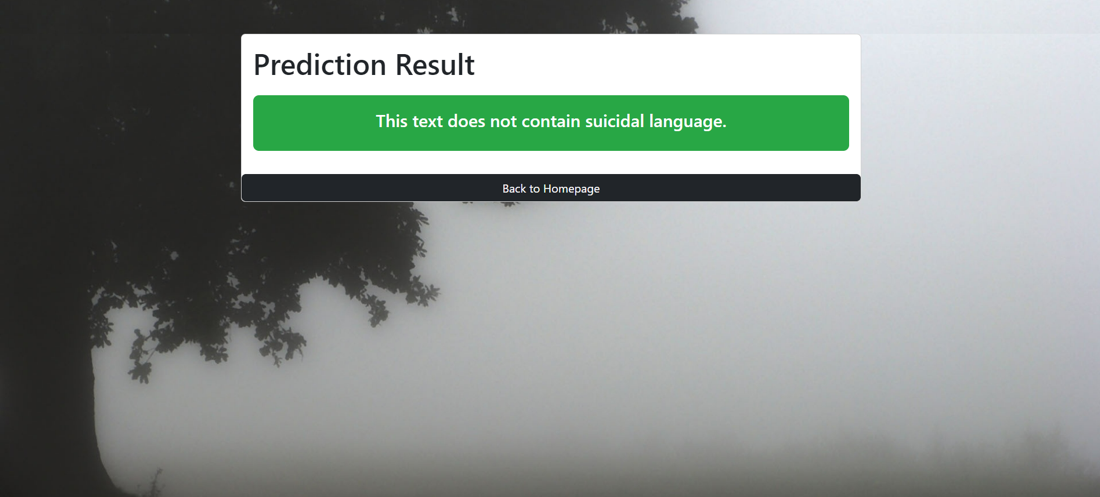 Prediction Result
This text does not contain suicidal language.
Back to Homepage